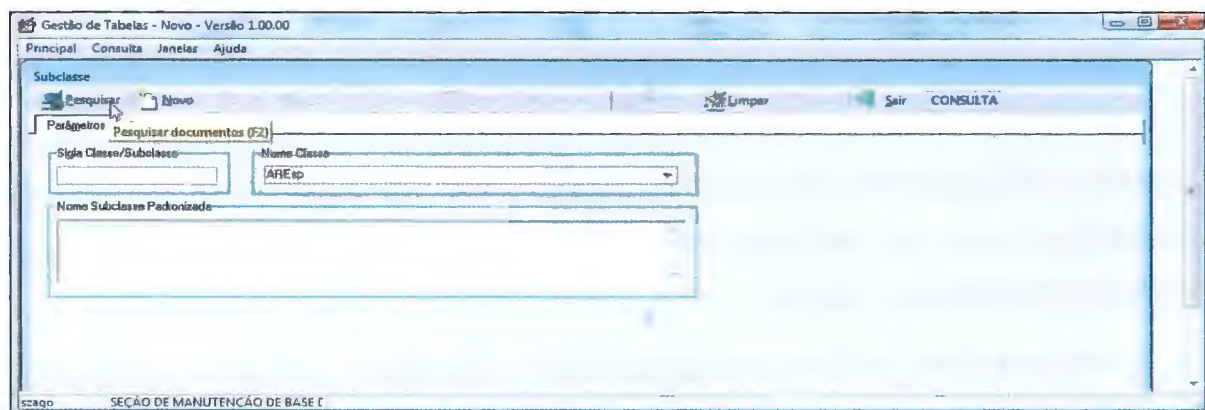 Gestão de Tabelas - Novo - Versão 1.00.00
Principal Consulta Janelas Ajuda
Subclasse
Pesquisar Novo Limpar Sair CONSULTA
Parâmetros
Pesquisar documentos (F2)
Sigla Classe/Subclasse Nome Classe
AREsp
Nome Subclasse Padronizada
szago SEÇÃO DE MANUTENÇÃO DE BASE D